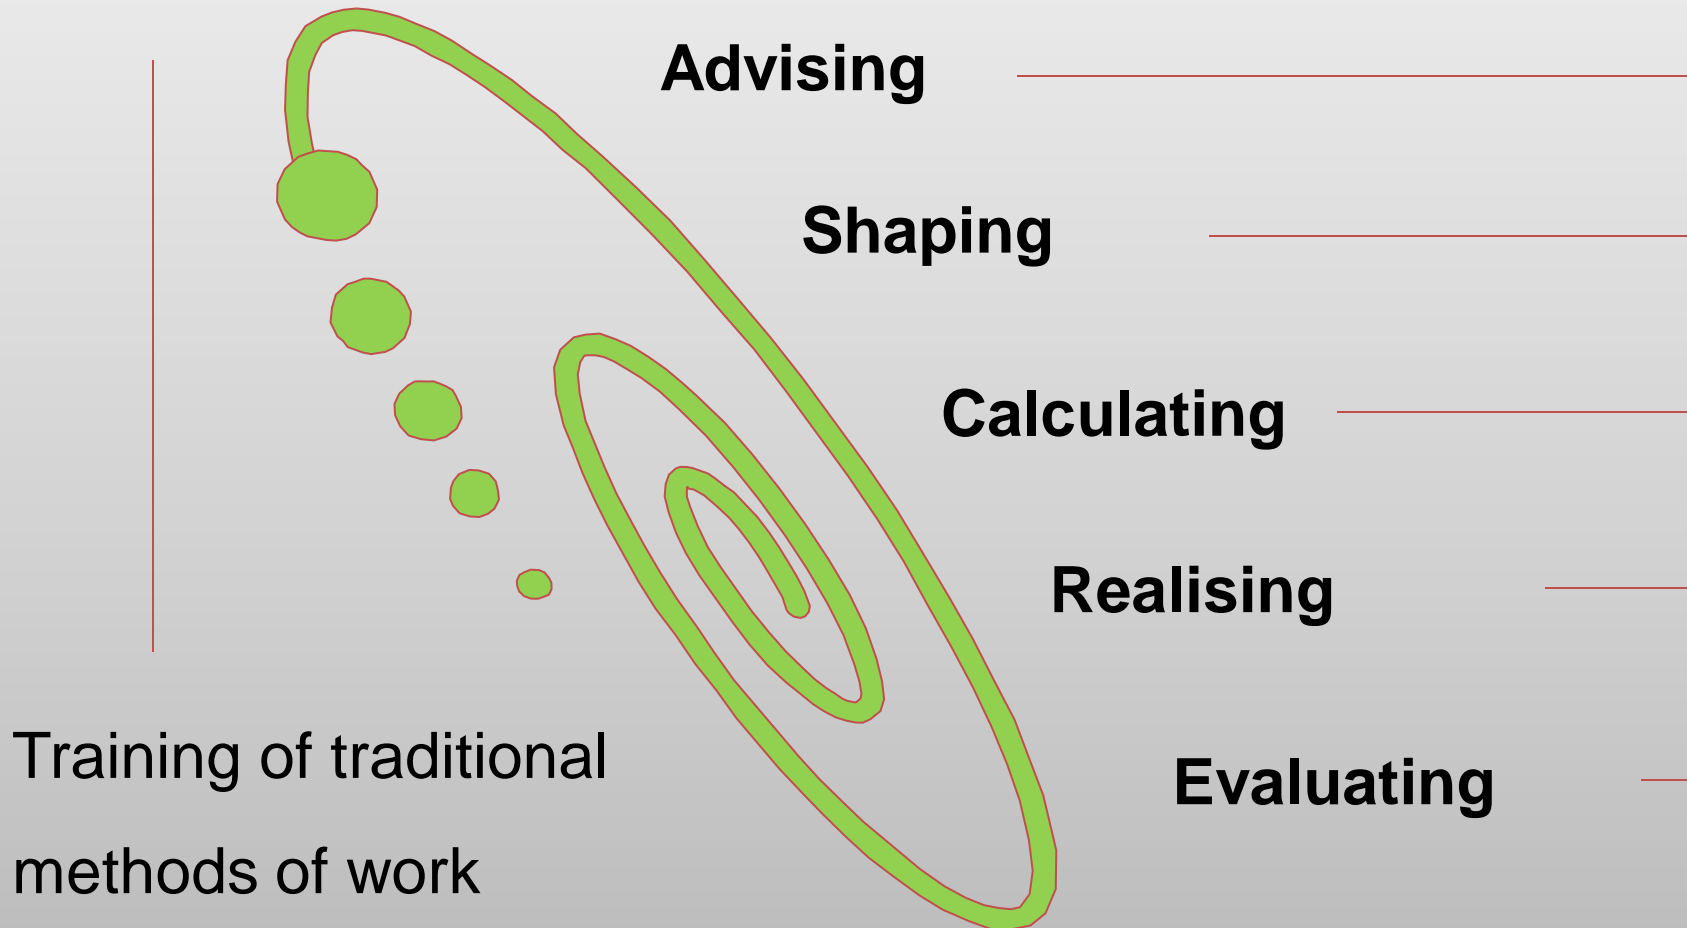 Advising
Shaping
Calculating
Realising
Evaluating
Training of traditional
methods of work